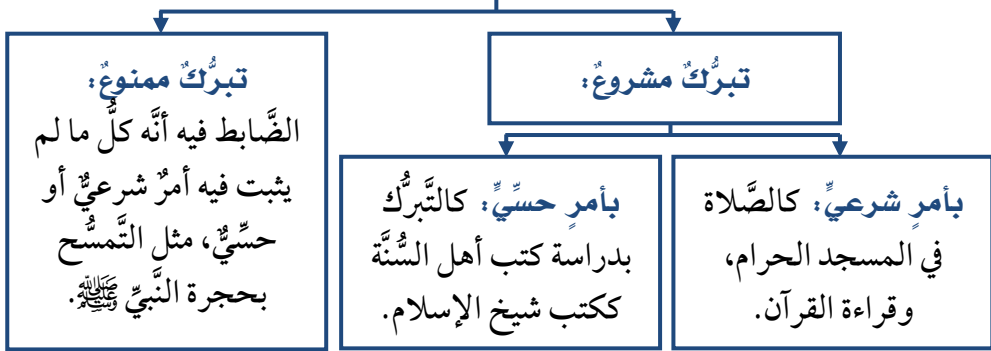 تبرُّكٌ مشروعٌ:
بأمرٍ شرعيٍّ: كالصَّلاة
في المسجد الحرام،
وقراءة القرآن.
بأمرٍ حسِّيٍّ: كالتَّبرُّك
بدراسة كتب أهل السُّنَّة
ككتب شيخ الإسلام.
تبرُّكٌ ممنوعٌ:
الضَّابط فيه أنَّه كلُّ ما لم
يثبت فيه أمرٌ شرعيٌّ أو
حسِّيٌّ، مثل التَّمسُّح
بحجرة النَّبيِّ ﷺ.